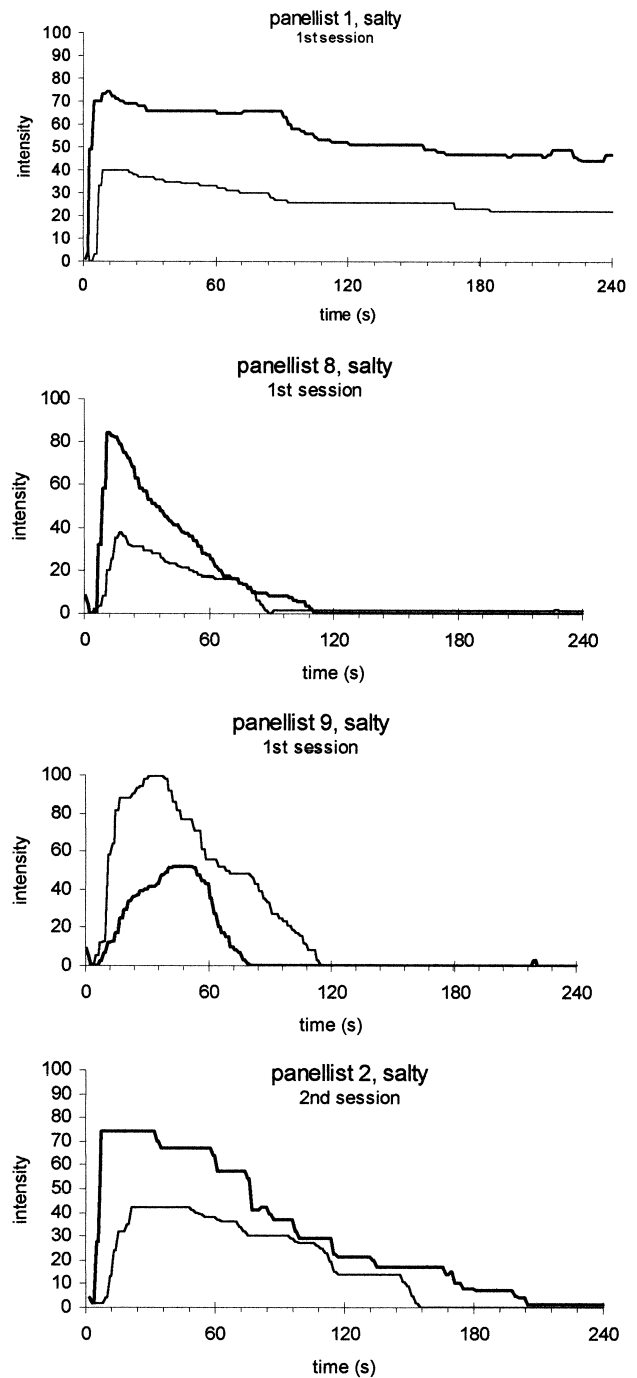 panellist 1, salty
1st session
100
90
80
70
60
50
40
30
20
10
0
intensity
0 60 120 180 240
time (s)
panellist 8, salty
1st session
100
80
60
40
20
0
intensity
0 60 120 180 240
time (s)
panellist 9, salty
1st session
100
80
60
40
20
0
intensity
0 60 120 180 240
time (s)
panellist 2, salty
2nd session
100
90
80
70
60
50
40
30
20
10
0
intensity
0 60 120 180 240
time (s)